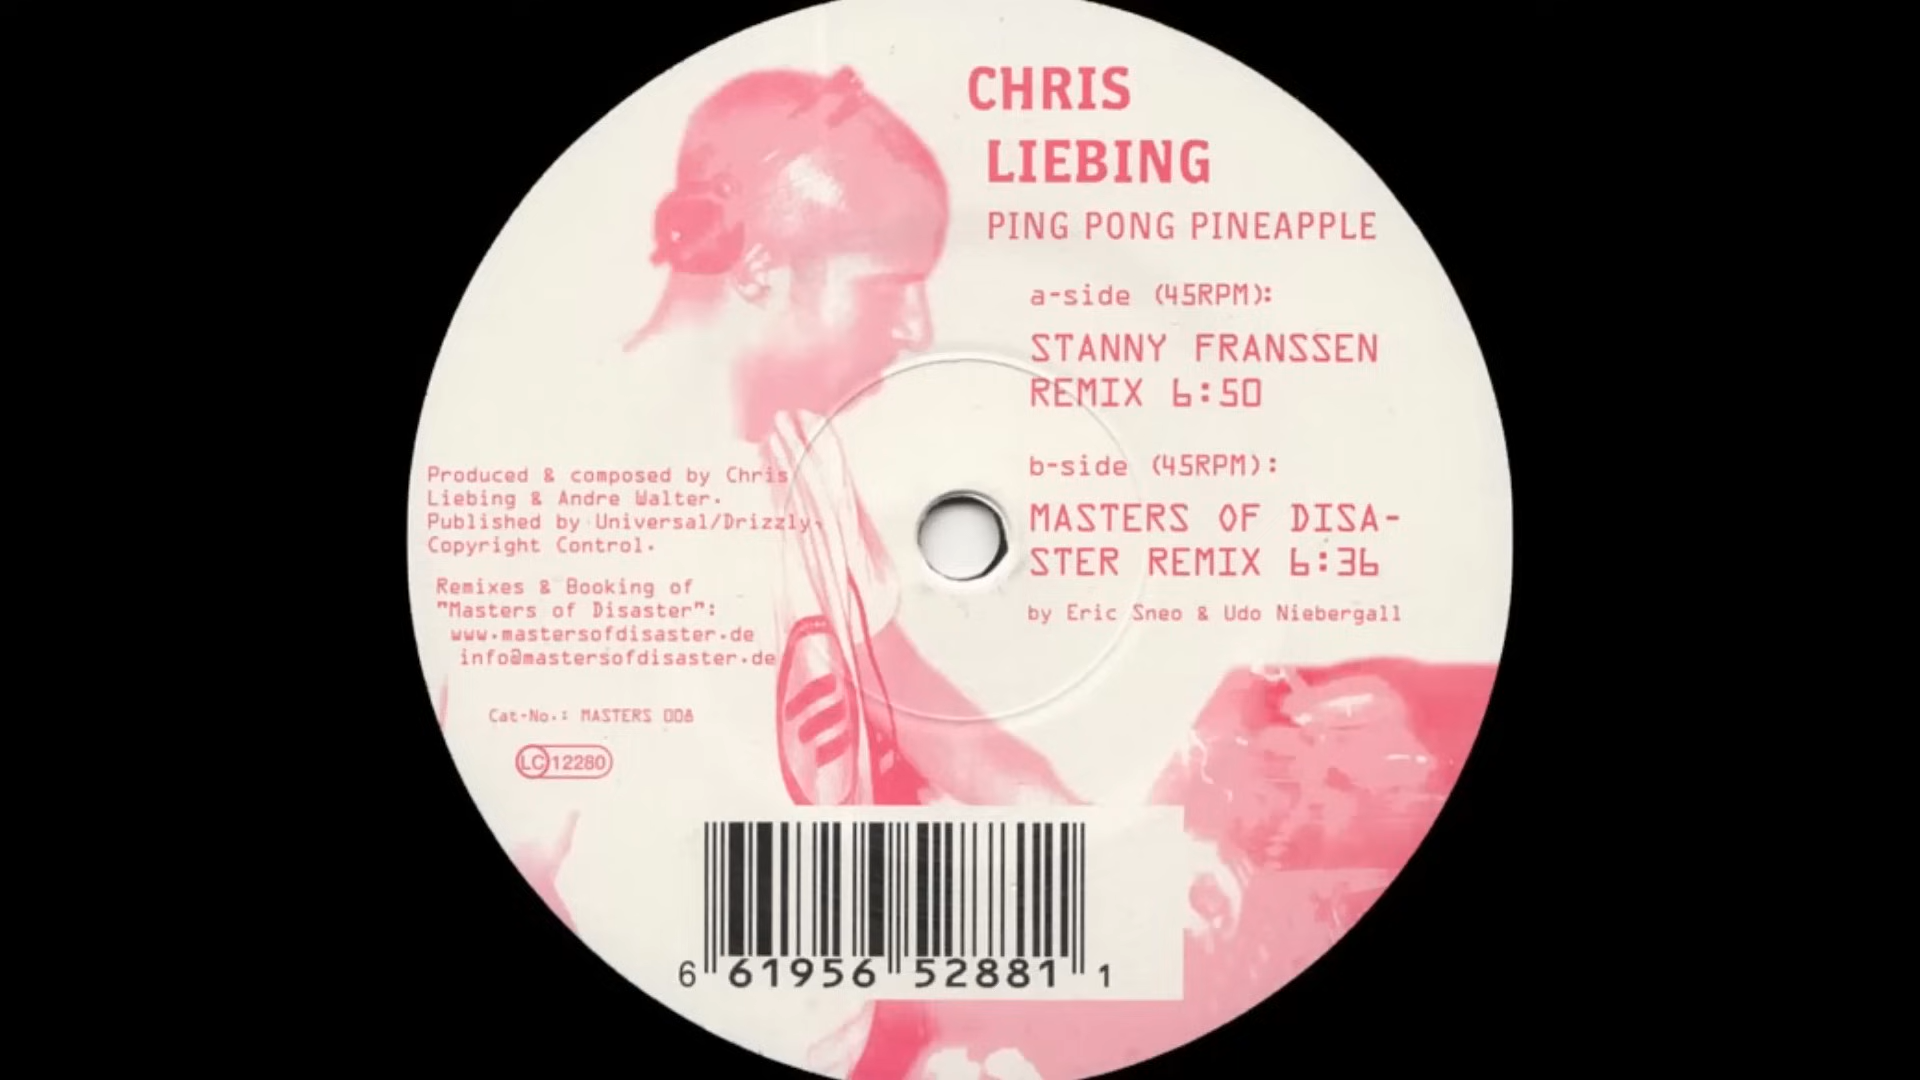 CHRIS
LIEBING
PING PONG PINEAPPLE
a-side (45RPM):
STANNY FRANSSEN
REMIX 6:50
b-side (45RPM):
MASTERS OF DISA-
STER REMIX 6:36
by Eric Sneo & Udo Niebergall
Produced & composed by Chris
Liebing & Andre Walter.
Published by Universal/Drizzly.
Copyright Control.
Remixes & Booking of
"Masters of Disaster":
www.mastersofdisaster.de
info@mastersofdisaster.de
Cat-No.: MASTERS 008
LC 12280
6 61956 52881 1